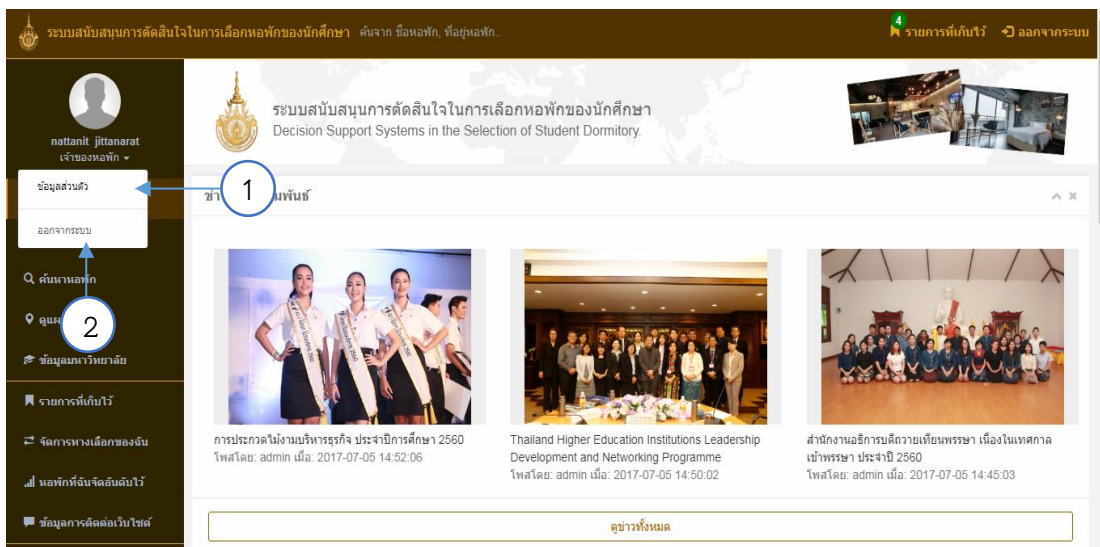 ระบบสนับสนุนการตัดสินใจในการเลือกหอพักของนักศึกษา ค้นจาก ชื่อหอพัก, ที่อยู่หอพัก..
4
รายการที่เก็บไว้
ออกจากระบบ
nattanit jittanarat
เจ้าของหอพัก
ข้อมูลส่วนตัว
ออกจากระบบ
1
2
ค้นหาหอพัก
ข้อมูลมหาวิทยาลัย
รายการที่เก็บไว้
จัดการทางเลือกของฉัน
หอพักที่ฉันจัดอันดับไว้
ข้อมูลการติดต่อเว็บไซต์
ระบบสนับสนุนการตัดสินใจในการเลือกหอพักของนักศึกษา
Decision Support Systems in the Selection of Student Dormitory.
การประกวดไม้งามบริหารธุรกิจ ประจำปีการศึกษา 2560
โพสโดย: admin เมื่อ: 2017-07-05 14:52:06
Thailand Higher Education Institutions Leadership
Development and Networking Programme
โพสโดย: admin เมื่อ: 2017-07-05 14:50:02
สำนักงานอธิการบดีถวายเทียนพรรษา เนื่องในเทศกาล
เข้าพรรษา ประจำปี 2560
โพสโดย: admin เมื่อ: 2017-07-05 14:45:03
ดูข่าวทั้งหมด